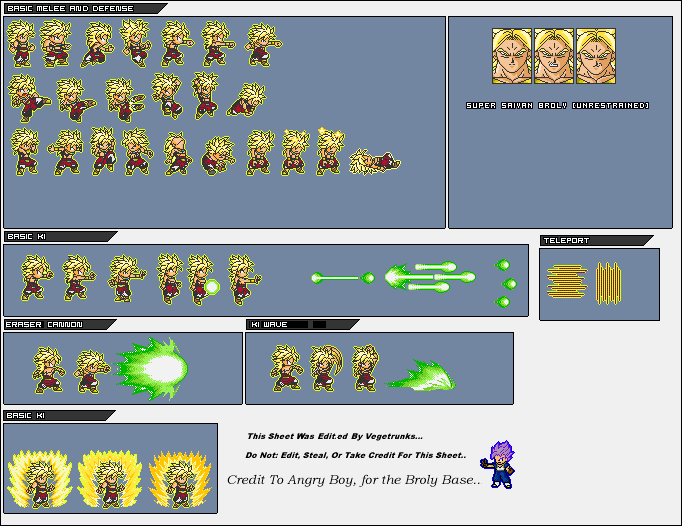 BASIC MELEE AND DEFENSE
SUPER SAIYAN BROLY [UNRESTRAINED]
BASIC KI
TELEPORT
ERASER CANNON
KI WAVE
BASIC KI
This Sheet Was Edit.ed By Vegetrunks...
Do Not: Edit, Steal, Or Take Credit For This Sheet..
Credit To Angry Boy, for the Broly Base..